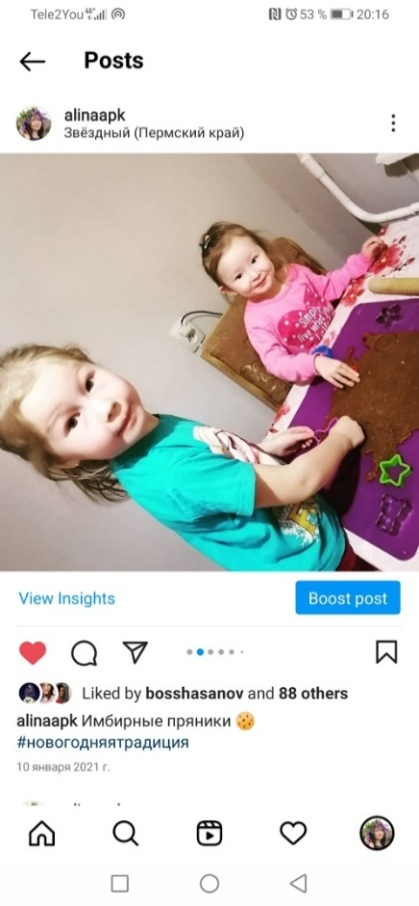 Tele2You 20:16
53 %
Posts
alinaapk
Звёздный (Пермский край)
View Insights
Boost post
Liked by bosshasanov and 88 others
alinaapk Имбирные пряники
#новогодняятрадиция
10 января 2021 г.